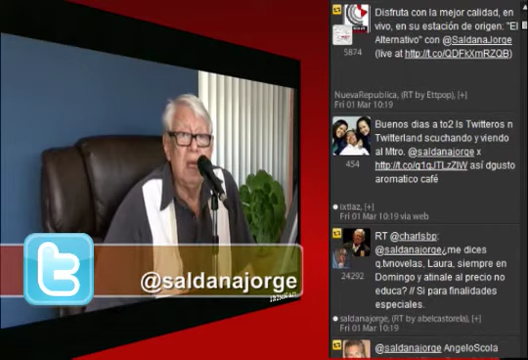 @saldanajorge
Disfruta con la mejor calidad, en
vivo, en su estación de origen: "El
Alternativo" con @SaldanaJorge
(live at http://t.co/QDFkXmRZQB)
5874
NuevaRepublica, (RT by Ettpop), [+]
Fri 01 Mar 10:19
Buenos dias a to2 ls Twitteros n
Twitterland scuchando y viendo
al Mtro. @saldanajorge x
así dgusto
aromatico café
454
ixtlaz, [+]
Fri 01 Mar 10:19 via web
RT @charlsbp:
@saldanajorge¿me dices
q.tvnovelas, Laura, siempre en
Domingo y atinale al precio no
educa? // Si para finalidades
especiales.
24292
saldanajorge, (RT by abelcastorela), [+]
Fri 01 Mar 10:19
@saldanajorge AngeloScola